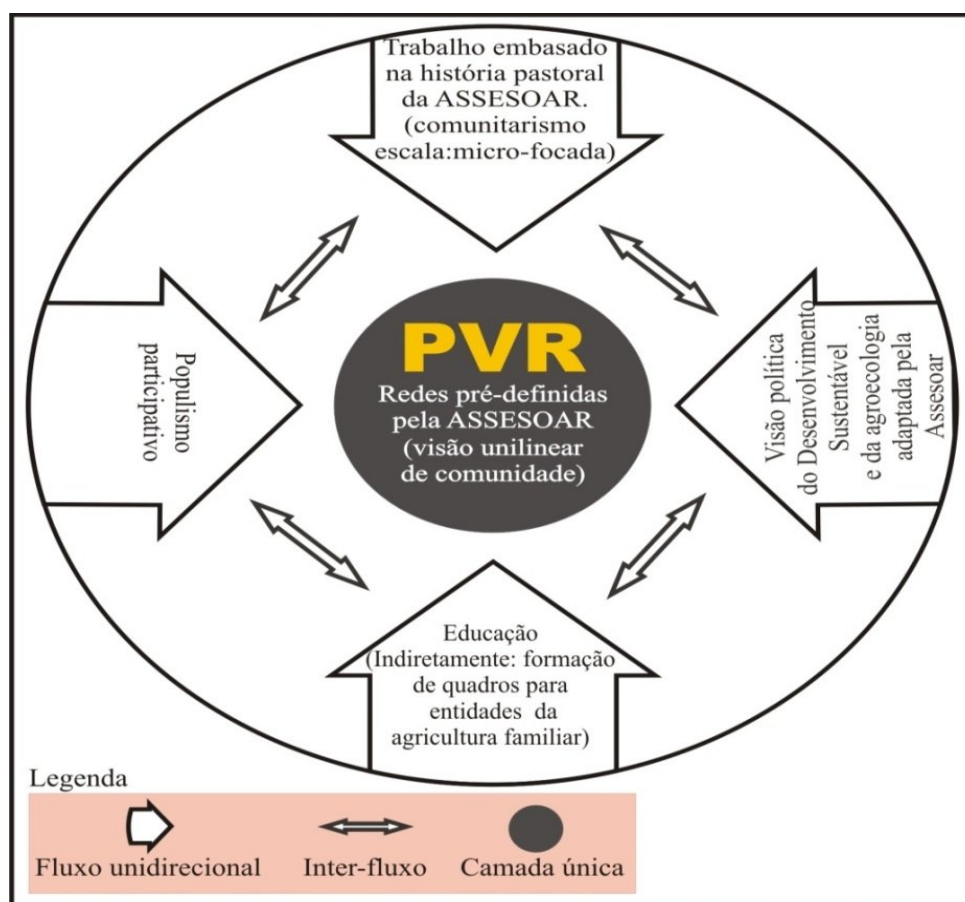 Trabalho embasado
na história pastoral
da ASSESOAR.
(comunitarismo
escala:micro-focada)
Populismo
participativo
PVR
Redes pré-definidas
pela ASSESOAR
(visão unilinear
de comunidade)
Visão política
do Desenvolvimento
Sustentável
e da agroecologia
adaptada pela
Assesoar
Educação
(Indiretamente: formação
de quadros para
entidades da
agricultura familiar)
Legenda
Fluxo unidirecional
Inter-fluxo
Camada única